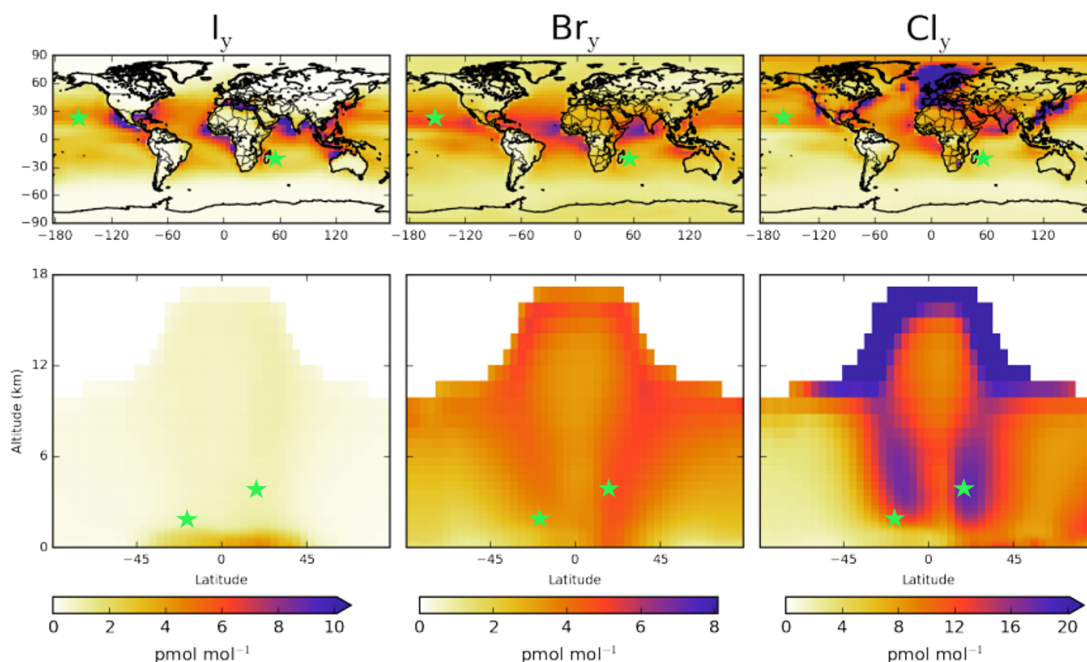 I_y Br_y Cl_y
90
60
30
0
−30
−60
−90
−180 −120 −60 0 60 120
−180 −120 −60 0 60 120
−180 −120 −60 0 60 120
18
12
6
0
Altitude (km)
−45 0 45
−45 0 45
−45 0 45
Latitude Latitude Latitude
0 2 4 6 8 10
0 2 4 6 8
0 4 8 12 16 20
pmol mol⁻¹ pmol mol⁻¹ pmol mol⁻¹